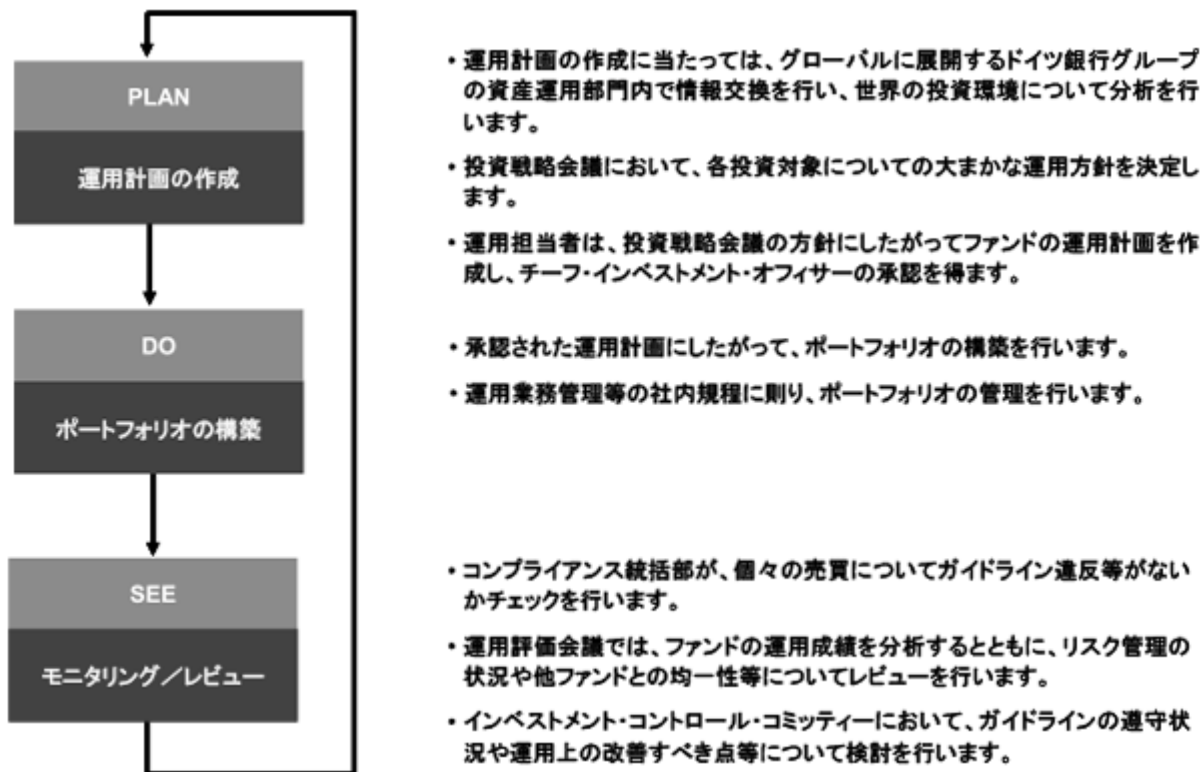 PLAN
運用計画の作成
・運用計画の作成に当たっては、グローバルに展開するドイツ銀行グループ
の資産運用部門内で情報交換を行い、世界の投資環境について分析を行
います。
・投資戦略会議において、各投資対象についての大まかな運用方針を決定し
ます。
・運用担当者は、投資戦略会議の方針にしたがってファンドの運用計画を作
成し、チーフ・インベストメント・オフィサーの承認を得ます。
DO
ポートフォリオの構築
・承認された運用計画にしたがって、ポートフォリオの構築を行います。
・運用業務管理等の社内規程に則り、ポートフォリオの管理を行います。
SEE
モニタリング／レビュー
・コンプライアンス統括部が、個々の売買についてガイドライン違反等がない
かチェックを行います。
・運用評価会議では、ファンドの運用成績を分析するとともに、リスク管理の
状況や他ファンドとの均一性等についてレビューを行います。
・インベストメント・コントロール・コミッティーにおいて、ガイドラインの遵守状
況や運用上の改善すべき点等について検討を行います。